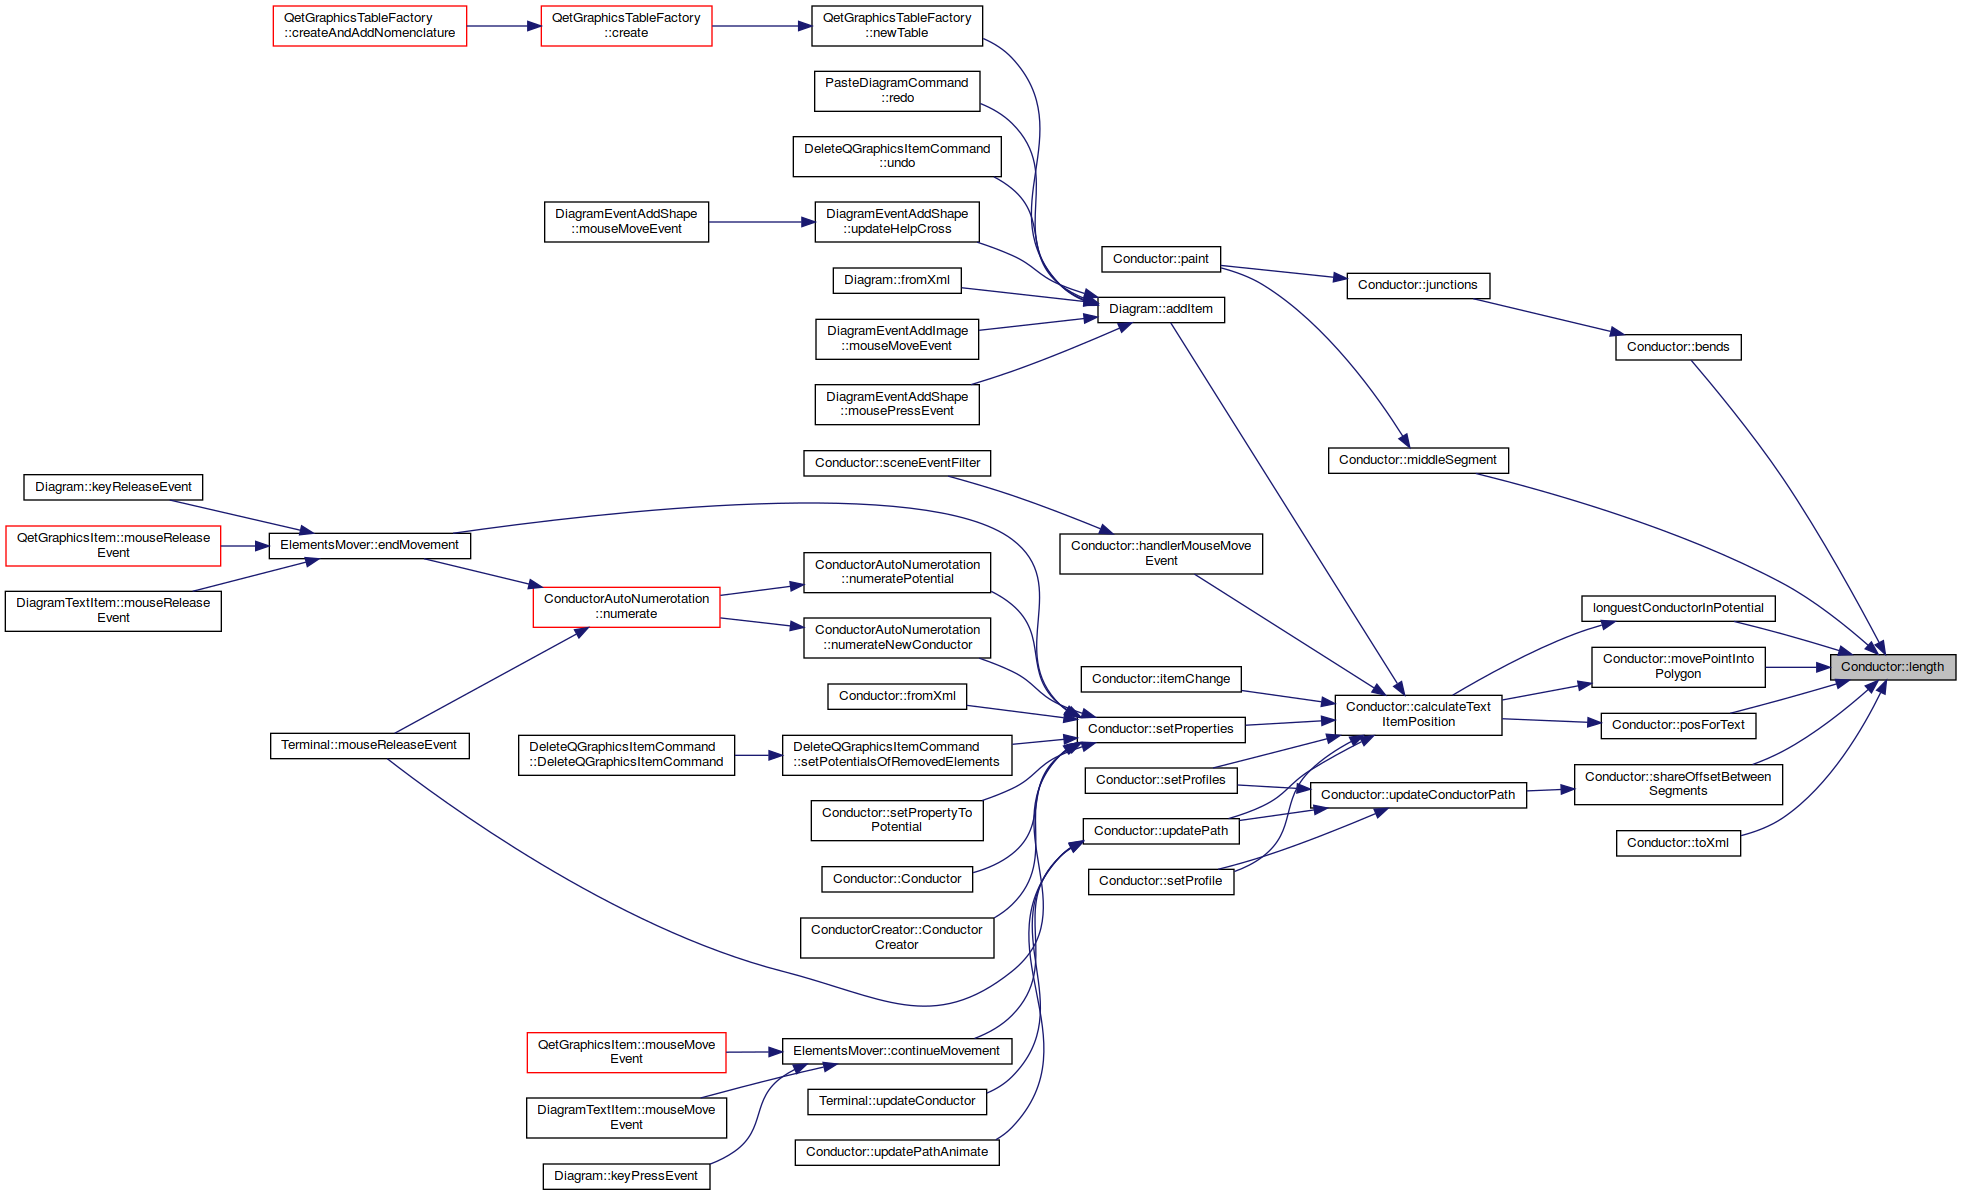 QetGraphicsTableFactory
::createAndAddNomenclature
QetGraphicsTableFactory
::create
QetGraphicsTableFactory
::newTable
PasteDiagramCommand
::redo
DeleteQGraphicsItemCommand
::undo
DiagramEventAddShape
::mouseMoveEvent
DiagramEventAddShape
::updateHelpCross
Diagram::fromXml
DiagramEventAddImage
::mouseMoveEvent
DiagramEventAddShape
::mousePressEvent
Conductor::paint
Diagram::addItem
Conductor::junctions
Conductor::bends
Conductor::middleSegment
Conductor::sceneEventFilter
Conductor::handlerMouseMove
Event
Diagram::keyReleaseEvent
QetGraphicsItem::mouseRelease
Event
DiagramTextItem::mouseRelease
Event
ElementsMover::endMovement
ConductorAutoNumerotation
::numerate
ConductorAutoNumerotation
::numeratePotential
ConductorAutoNumerotation
::numerateNewConductor
Conductor::fromXml
Terminal::mouseReleaseEvent
DeleteQGraphicsItemCommand
::DeleteQGraphicsItemCommand
DeleteQGraphicsItemCommand
::setPotentialsOfRemovedElements
Conductor::setPropertyTo
Potential
Conductor::Conductor
ConductorCreator::Conductor
Creator
Conductor::itemChange
Conductor::setProperties
Conductor::setProfiles
Conductor::updatePath
Conductor::setProfile
Conductor::calculateText
ItemPosition
Conductor::updateConductorPath
longuestConductorInPotential
Conductor::movePointInto
Polygon
Conductor::posForText
Conductor::shareOffsetBetween
Segments
Conductor::toXml
Conductor::length
QetGraphicsItem::mouseMove
Event
DiagramTextItem::mouseMove
Event
Diagram::keyPressEvent
ElementsMover::continueMovement
Terminal::updateConductor
Conductor::updatePathAnimate